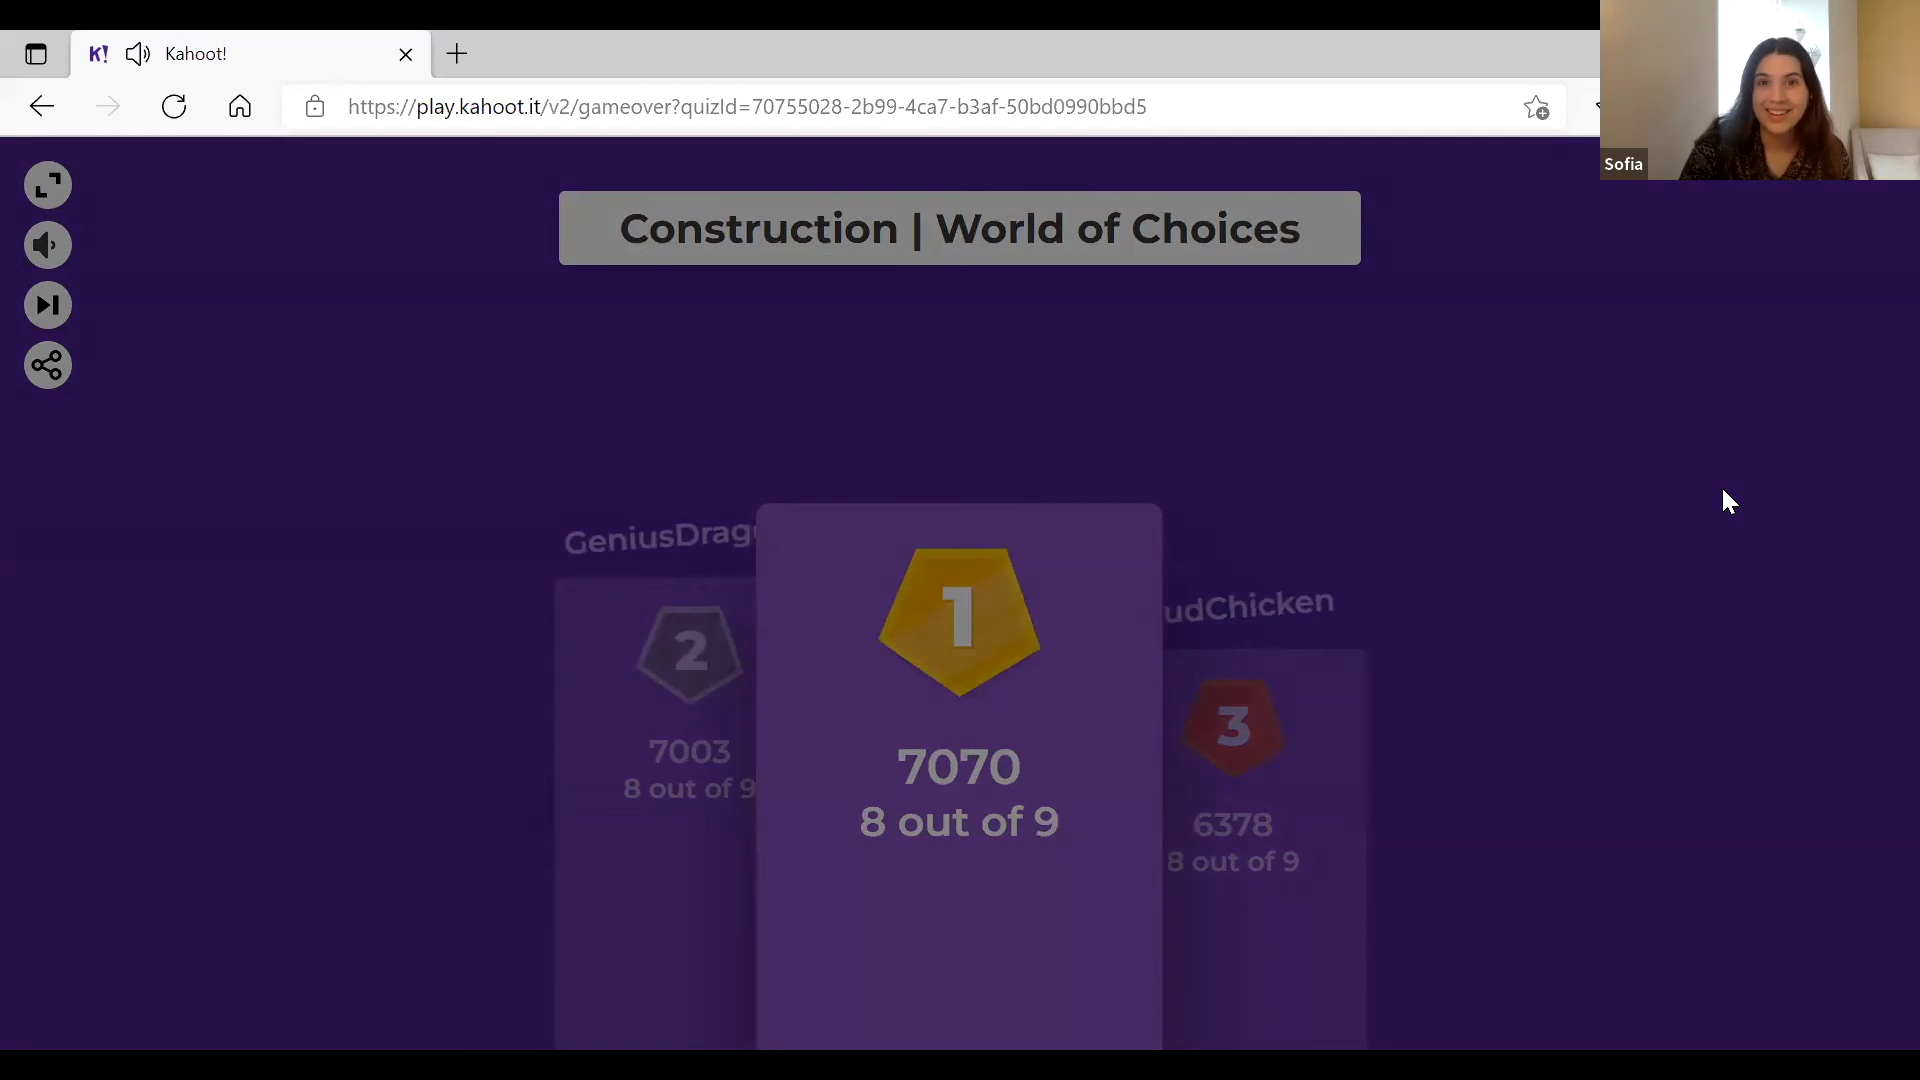 K! Kahoot!
https://play.kahoot.it/v2/gameover?quizId=70755028-2b99-4ca7-b3af-50bd0990bbd5
Sofia
Construction | World of Choices
GeniusDrag
udChicken
1
2
3
7070
8 out of 9
7003
8 out of 9
6378
8 out of 9